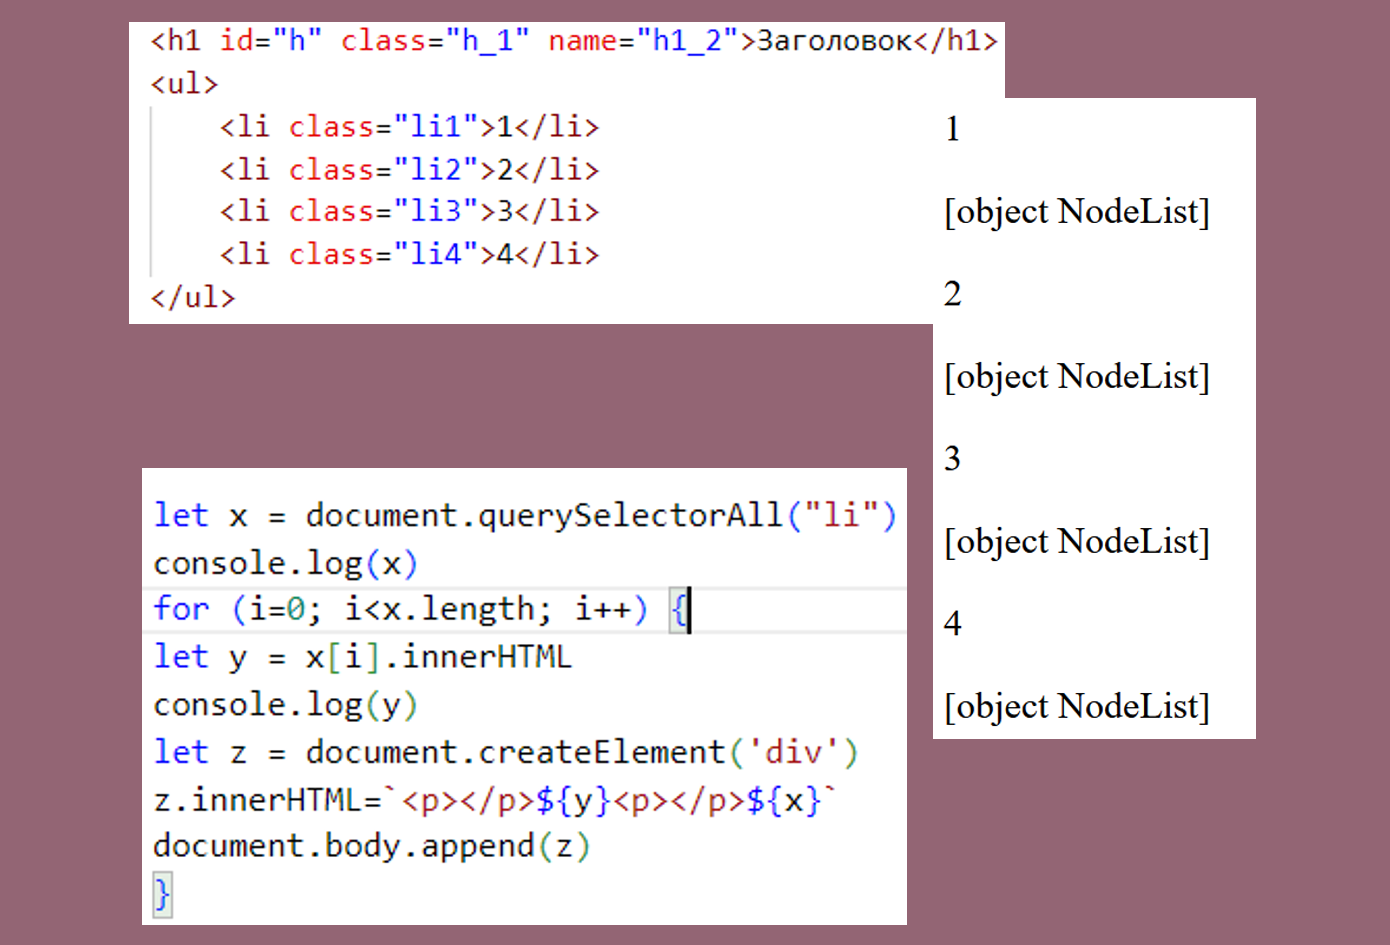 <h1 id="h" class="h_1" name="h1_2">Заголовок</h1>
<ul>
<li class="li1">1</li>
<li class="li2">2</li>
<li class="li3">3</li>
<li class="li4">4</li>
</ul>
1
[object NodeList]
2
[object NodeList]
3
[object NodeList]
4
[object NodeList]
let x = document.querySelectorAll("li")
console.log(x)
for (i=0; i<x.length; i++) {
let y = x[i].innerHTML
console.log(y)
let z = document.createElement('div')
z.innerHTML=`<p></p>${y}<p></p>${x}`
document.body.append(z)
}